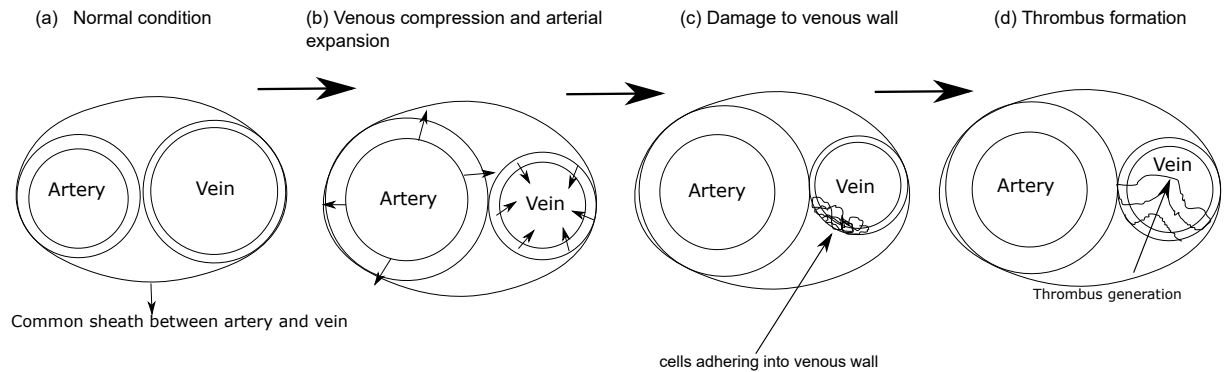 (a) Normal condition
(b) Venous compression and arterial
expansion
(c) Damage to venous wall
(d) Thrombus formation
Artery
Vein
Artery
Vein
Artery
Vein
Artery
Vein
Common sheath between artery and vein
cells adhering into venous wall
Thrombus generation